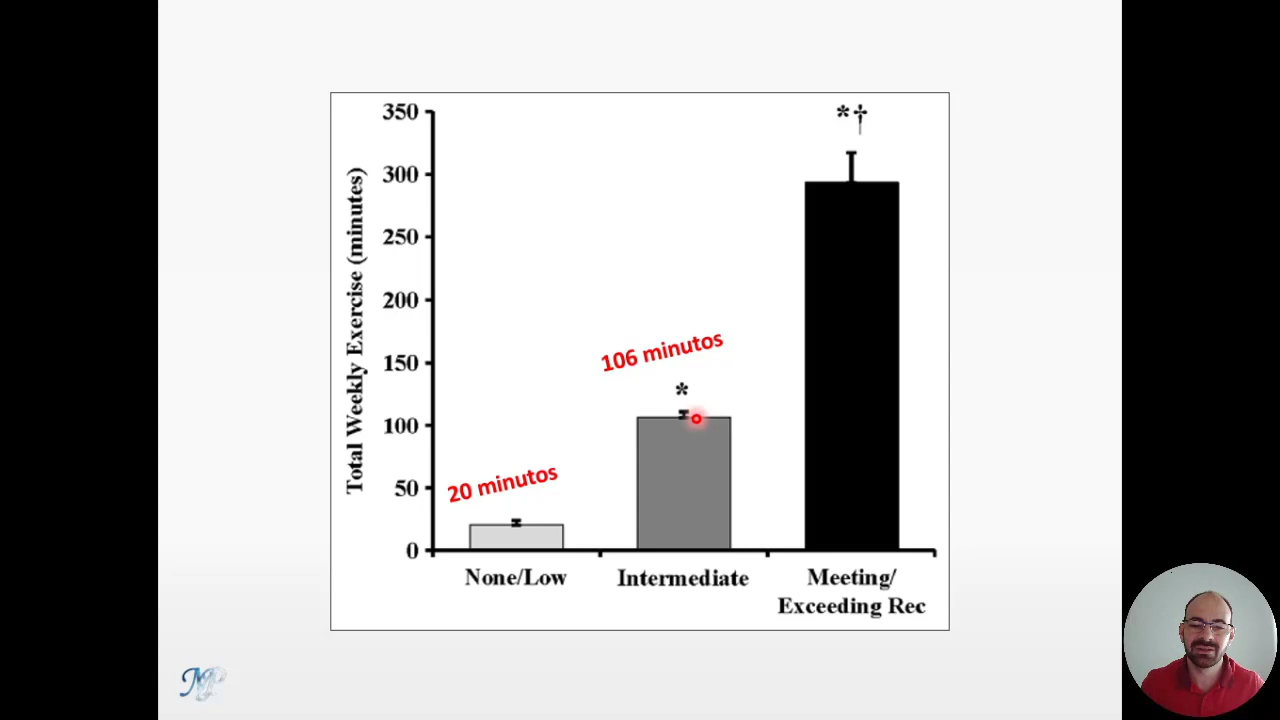 350
*†
300
250
200
150
100
50
0
Total Weekly Exercise (minutes)
106 minutos
*
20 minutos
None/Low
Intermediate
Meeting/
Exceeding Rec
MP